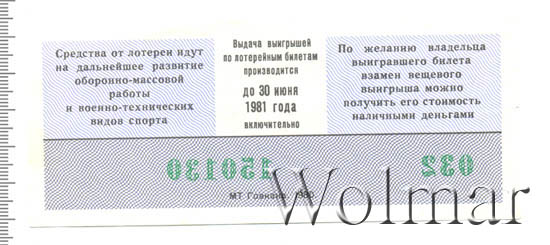 Средства от лотереи идут
на дальнейшее развитие
оборонно-массовой
работы
и военно-технических
видов спорта
Выдача выигрышей
по лотерейным билетам
производится
до 30 июня
1981 года
включительно
По желанию владельца
выигравшего билета
взамен вещевого
выигрыша можно
получить его стоимость
наличными деньгами
150130
032
МТ Гознака. 1980.
Wolmar